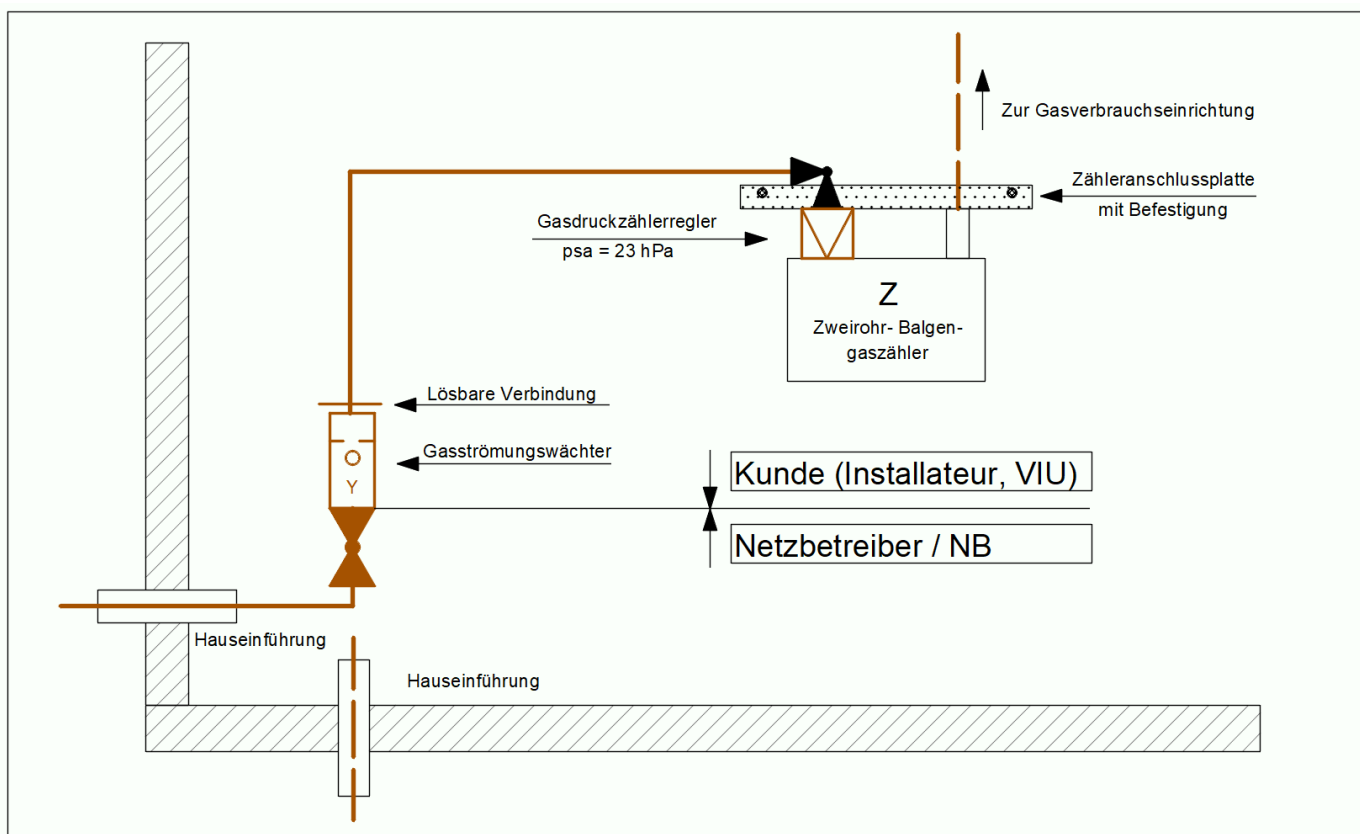 Zur Gasverbrauchseinrichtung
Zähleranschlussplatte
mit Befestigung
Gasdruckzählerregler
psa = 23 hPa
Z
Zweirohr- Balgen-
gaszähler
Lösbare Verbindung
Gasströmungswächter
Y
Kunde (Installateur, VIU)
Netzbetreiber / NB
Hauseinführung
Hauseinführung